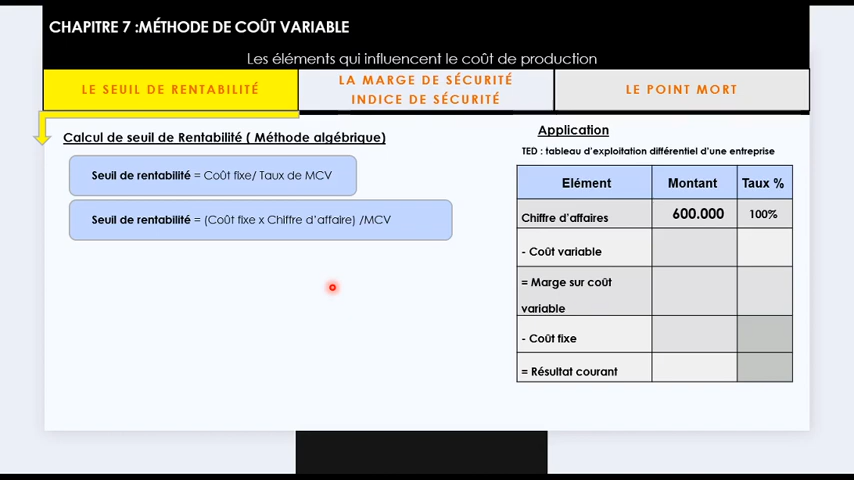 CHAPITRE 7 :MÉTHODE DE COÛT VARIABLE
Les éléments qui influencent le coût de production
LE SEUIL DE RENTABILITÉ
LA MARGE DE SÉCURITÉ
INDICE DE SÉCURITÉ
LE POINT MORT
Calcul de seuil de Rentabilité ( Méthode algébrique)
Seuil de rentabilité = Coût fixe/ Taux de MCV
Seuil de rentabilité = (Coût fixe x Chiffre d'affaire) /MCV
Application
TED : tableau d'exploitation différentiel d'une entreprise
Elément Montant Taux %
Chiffre d'affaires 600.000 100%
- Coût variable
= Marge sur coût
variable
- Coût fixe
= Résultat courant